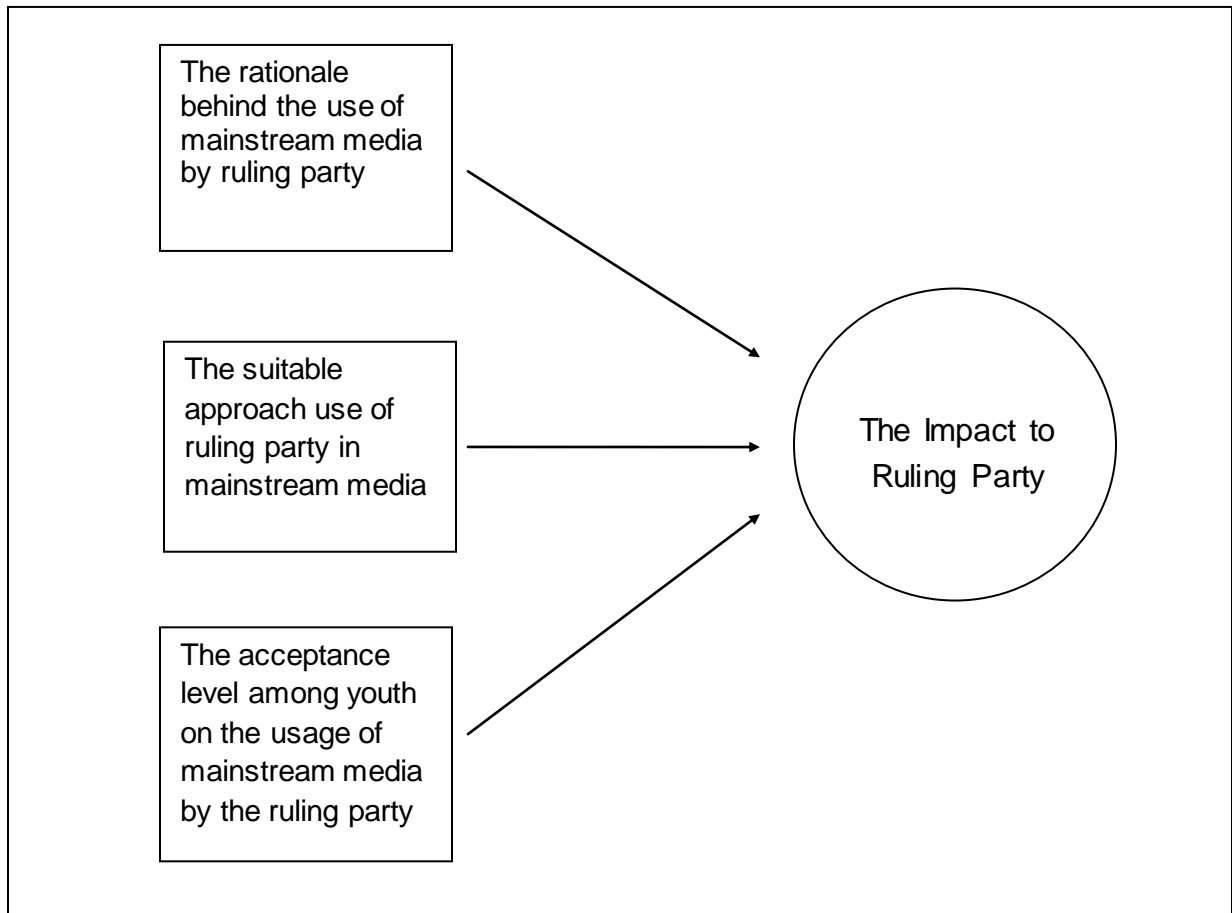 The rationale
behind the use of
mainstream media
by ruling party
The suitable
approach use of
ruling party in
mainstream media
The acceptance
level among youth
on the usage of
mainstream media
by the ruling party
The Impact to
Ruling Party